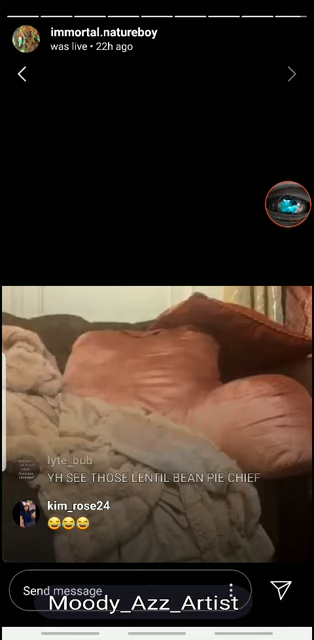 immortal.natureboy
was live • 22h ago
lyte_bub
YH SEE THOSE LENTIL BEAN PIE CHIEF
kim_rose24
😂😂😂
Send message
Moody_Azz_Artist